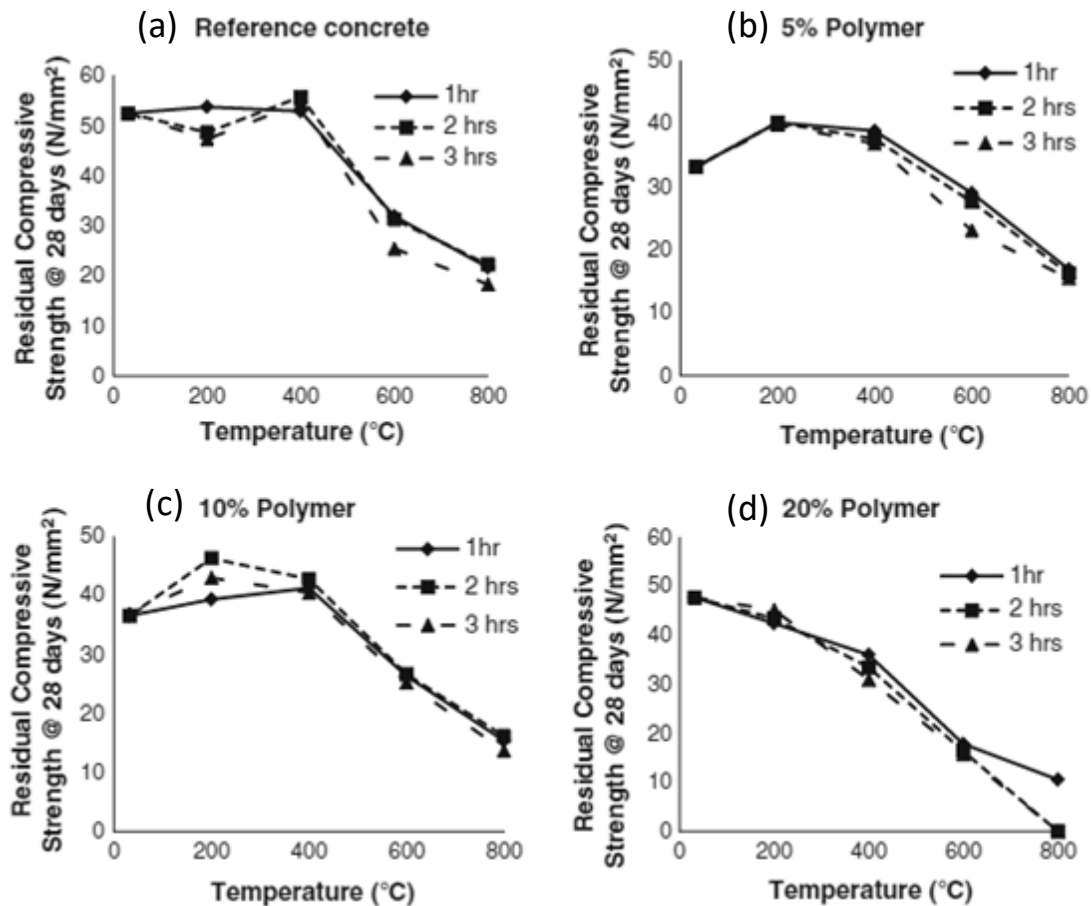 (a) Reference concrete
Residual Compressive
Strength @ 28 days (N/mm²)
60
50
40
30
20
10
0
1hr
2 hrs
3 hrs
0 200 400 600 800
Temperature (°C)
(b) 5% Polymer
Residual Compressive
Strength @ 28 days (N/mm²)
50
40
30
20
10
0
1hr
2 hrs
3 hrs
0 200 400 600 800
Temperature (°C)
(c) 10% Polymer
Residual Compressive
Strength @ 28 days (N/mm²)
50
40
30
20
10
0
1hr
2 hrs
3 hrs
0 200 400 600 800
Temperature (°C)
(d) 20% Polymer
Residual Compressive
Strength @ 28 days (N/mm²)
60
50
40
30
20
10
0
1hr
2 hrs
3 hrs
0 200 400 600 800
Temperature (°C)